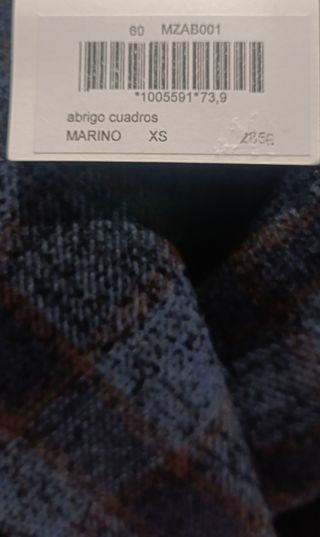 60 MZAB001
*1005591*73,9
abrigo cuadros
MARINO XS